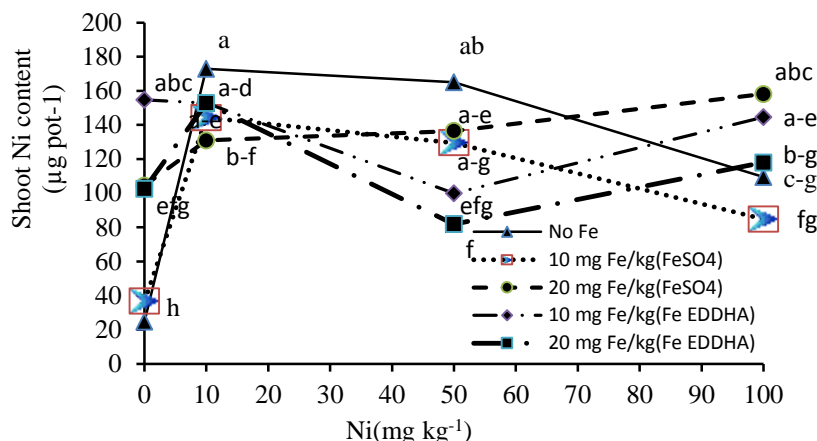 Shoot Ni content
(µg pot-1)
200
180
160
140
120
100
80
60
40
20
0
a
ab
abc
abc
a-d
a-e
a-e
-e
b-f
a-g
b-g
c-g
efg
efg
f
fg
h
No Fe
10 mg Fe/kg(FeSO4)
20 mg Fe/kg(FeSO4)
10 mg Fe/kg(Fe EDDHA)
20 mg Fe/kg(Fe EDDHA)
0 10 20 30 40 50 60 70 80 90 100
Ni(mg kg-1)